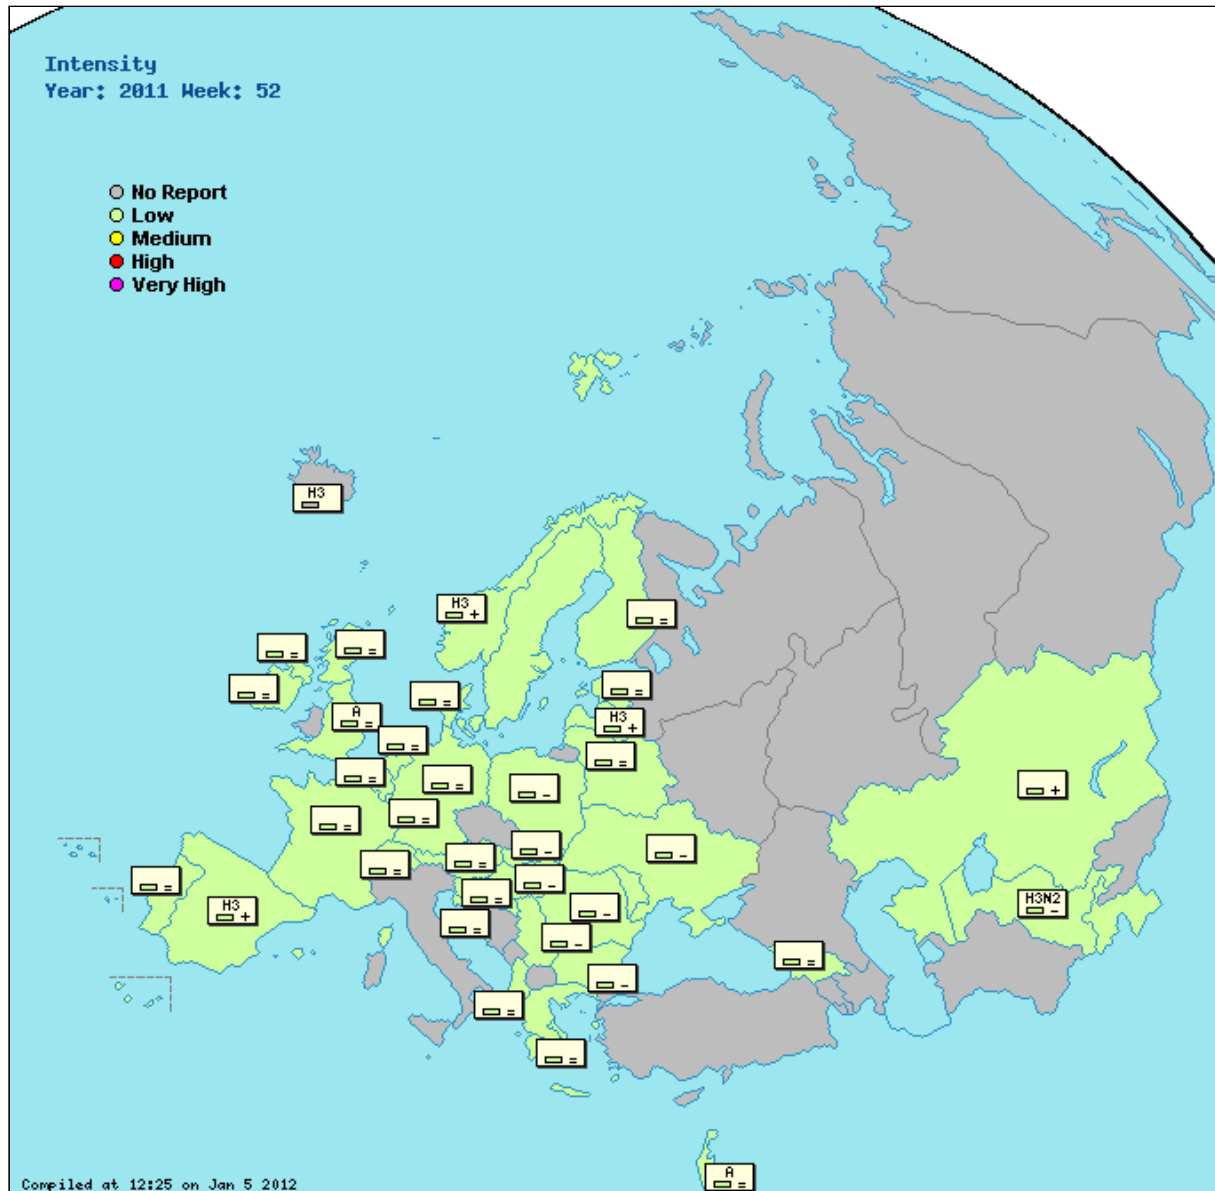 Intensity
Year: 2011 Week: 52
No Report
Low
Medium
High
Very High
H3
H3 +
=
=
=
=
=
=
A =
H3 +
=
=
=
=
-
+
=
=
-
-
=
=
-
=
=
H3N2 -
-
H3 +
=
-
=
-
=
=
A =
Compiled at 12:25 on Jan 5 2012